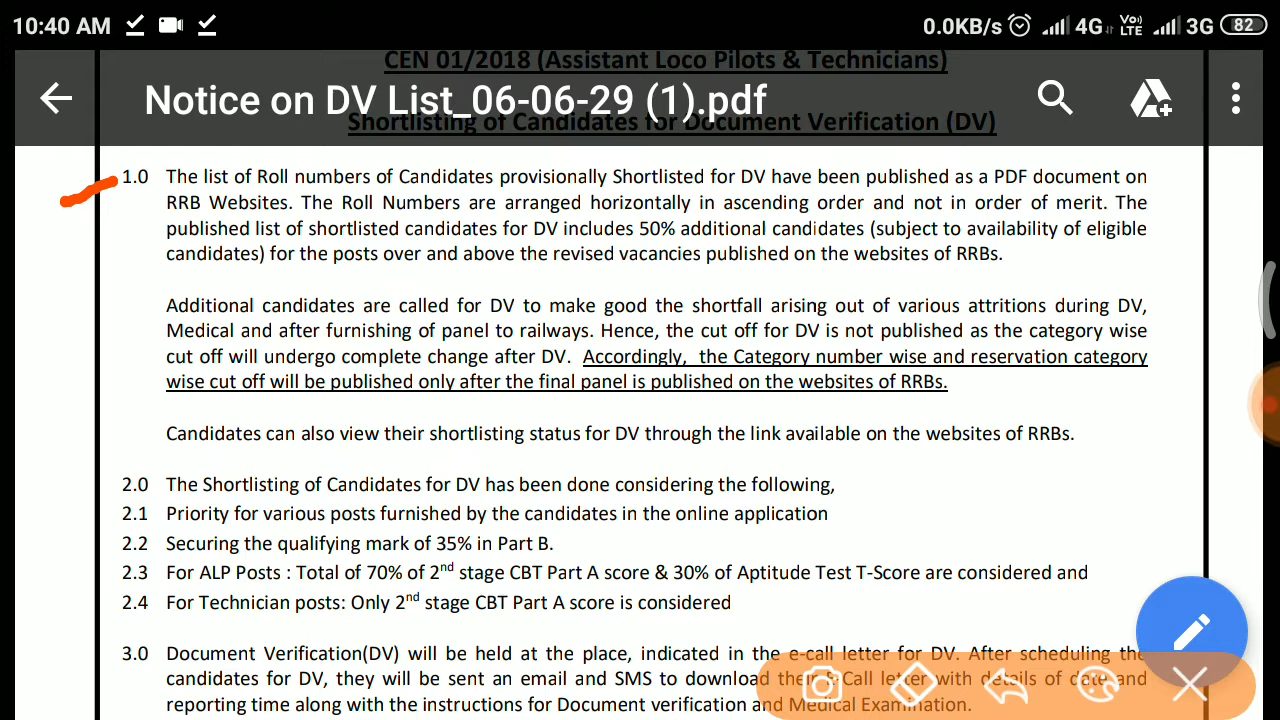 10:40 AM 0.0KB/s 4G VoLTE 3G 82
CEN 01/2018 (Assistant Loco Pilots & Technicians)
Notice on DV List_06-06-29 (1).pdf
Shortlisting of Candidates for Document Verification (DV)
1.0 The list of Roll numbers of Candidates provisionally Shortlisted for DV have been published as a PDF document on
RRB Websites. The Roll Numbers are arranged horizontally in ascending order and not in order of merit. The
published list of shortlisted candidates for DV includes 50% additional candidates (subject to availability of eligible
candidates) for the posts over and above the revised vacancies published on the websites of RRBs.
Additional candidates are called for DV to make good the shortfall arising out of various attritions during DV,
Medical and after furnishing of panel to railways. Hence, the cut off for DV is not published as the category wise
cut off will undergo complete change after DV. Accordingly, the Category number wise and reservation category
wise cut off will be published only after the final panel is published on the websites of RRBs.
Candidates can also view their shortlisting status for DV through the link available on the websites of RRBs.
2.0 The Shortlisting of Candidates for DV has been done considering the following,
2.1 Priority for various posts furnished by the candidates in the online application
2.2 Securing the qualifying mark of 35% in Part B.
2.3 For ALP Posts : Total of 70% of 2nd stage CBT Part A score & 30% of Aptitude Test T-Score are considered and
2.4 For Technician posts: Only 2nd stage CBT Part A score is considered
3.0 Document Verification(DV) will be held at the place, indicated in the e-call letter for DV. After scheduling the
candidates for DV, they will be sent an email and SMS to download their E-Call letter with details of date and
reporting time along with the instructions for Document verification and Medical Examination.